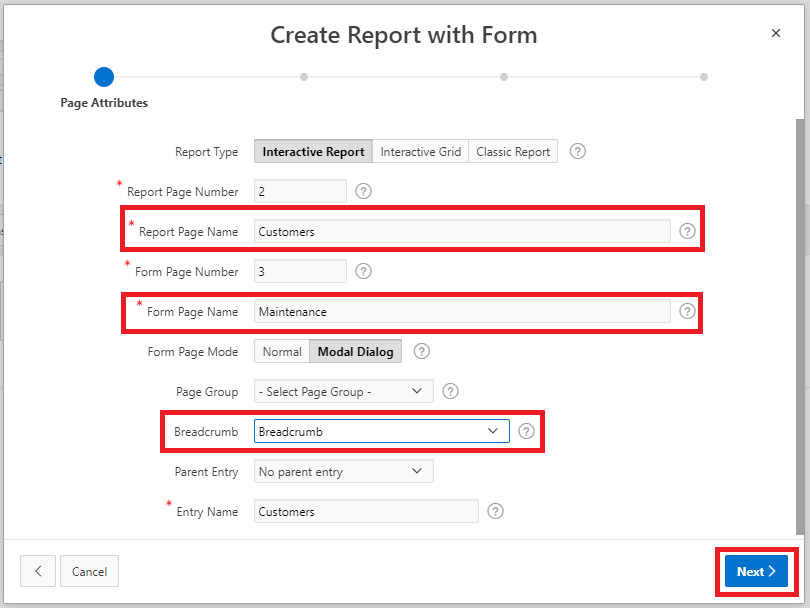 Create Report with Form
Page Attributes
Report Type Interactive Report Interactive Grid Classic Report ?
* Report Page Number 2 ?
* Report Page Name Customers ?
* Form Page Number 3 ?
* Form Page Name Maintenance ?
Form Page Mode Normal Modal Dialog ?
Page Group - Select Page Group - ?
Breadcrumb Breadcrumb ?
Parent Entry No parent entry
* Entry Name Customers ?
Cancel Next